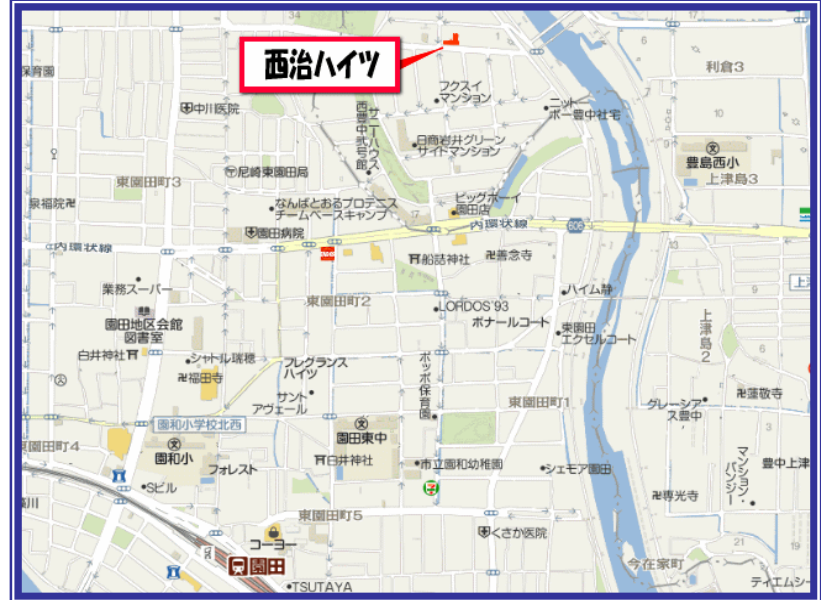 西治ハイツ
利倉3
6
10
保育園
中川医院
フクスイ
マンション
ニット
ボー豊中社宅
サニーハウス
西豊中弐号館
日商岩井グリーン
サイドマンション
豊島西小
上津島3
尼崎東園田局
東園田町3
泉福院
なんばとおるプロテニス
チームベースキャンプ
ビッグボーイ
園田店
17
園田病院
内環状線
606
内環状線
船詰神社
善念寺
業務スーパー
ハイム静
東園田町2
LORDOS'93
ボナールコート
園田地区会館
図書室
東園田
エクセルコート
上津島2
6
白井神社
シャトル瑞穂
フレグランス
ハイツ
福田寺
サント
アヴェール
ポッポ保育園
東園田町1
グレーシア
ス豊中
蓮敬寺
園和小学校北西
園田東中
3
園田町4
園和小
フォレスト
白井神社
市立園和幼稚園
シェモア園田
マンション・
パンジー
豊中上津
Sビル
専光寺
東園田町5
くさか医院
コーヨー
21
19
園田
今在家町
TSUTAYA
ティエムシー